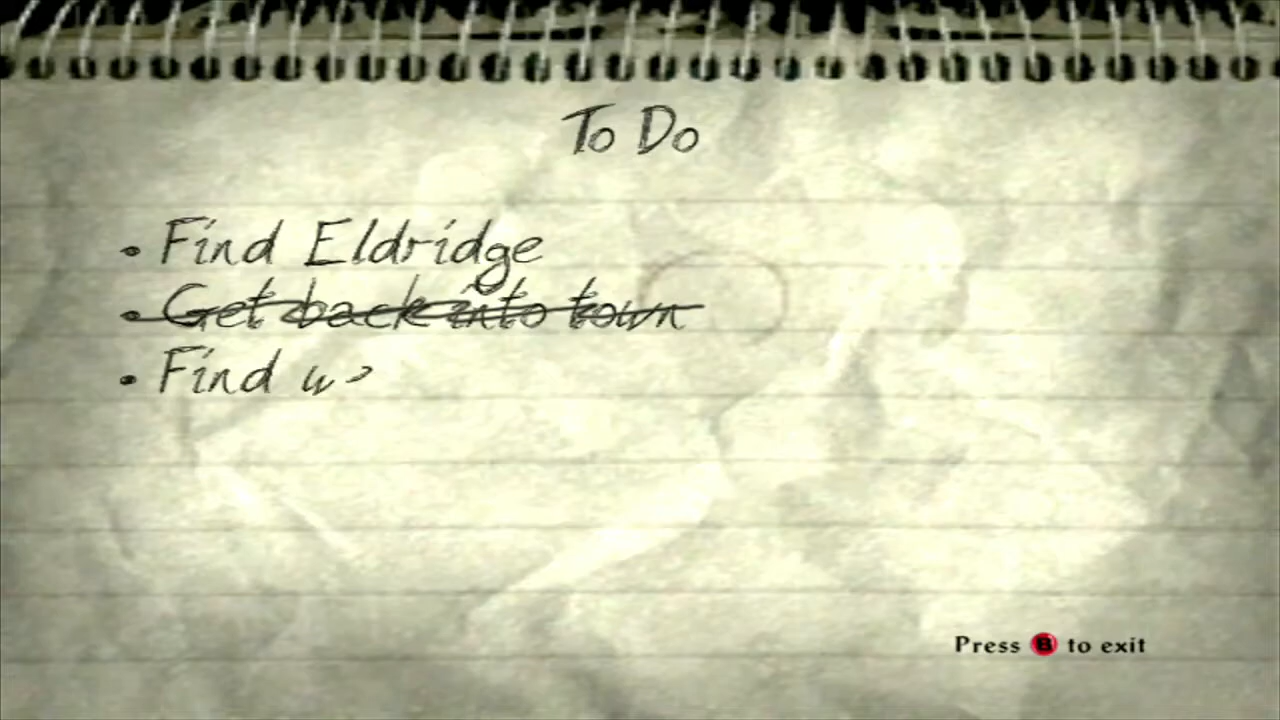 To Do
• Find Eldridge
• Get back into town
• Find
Press B to exit